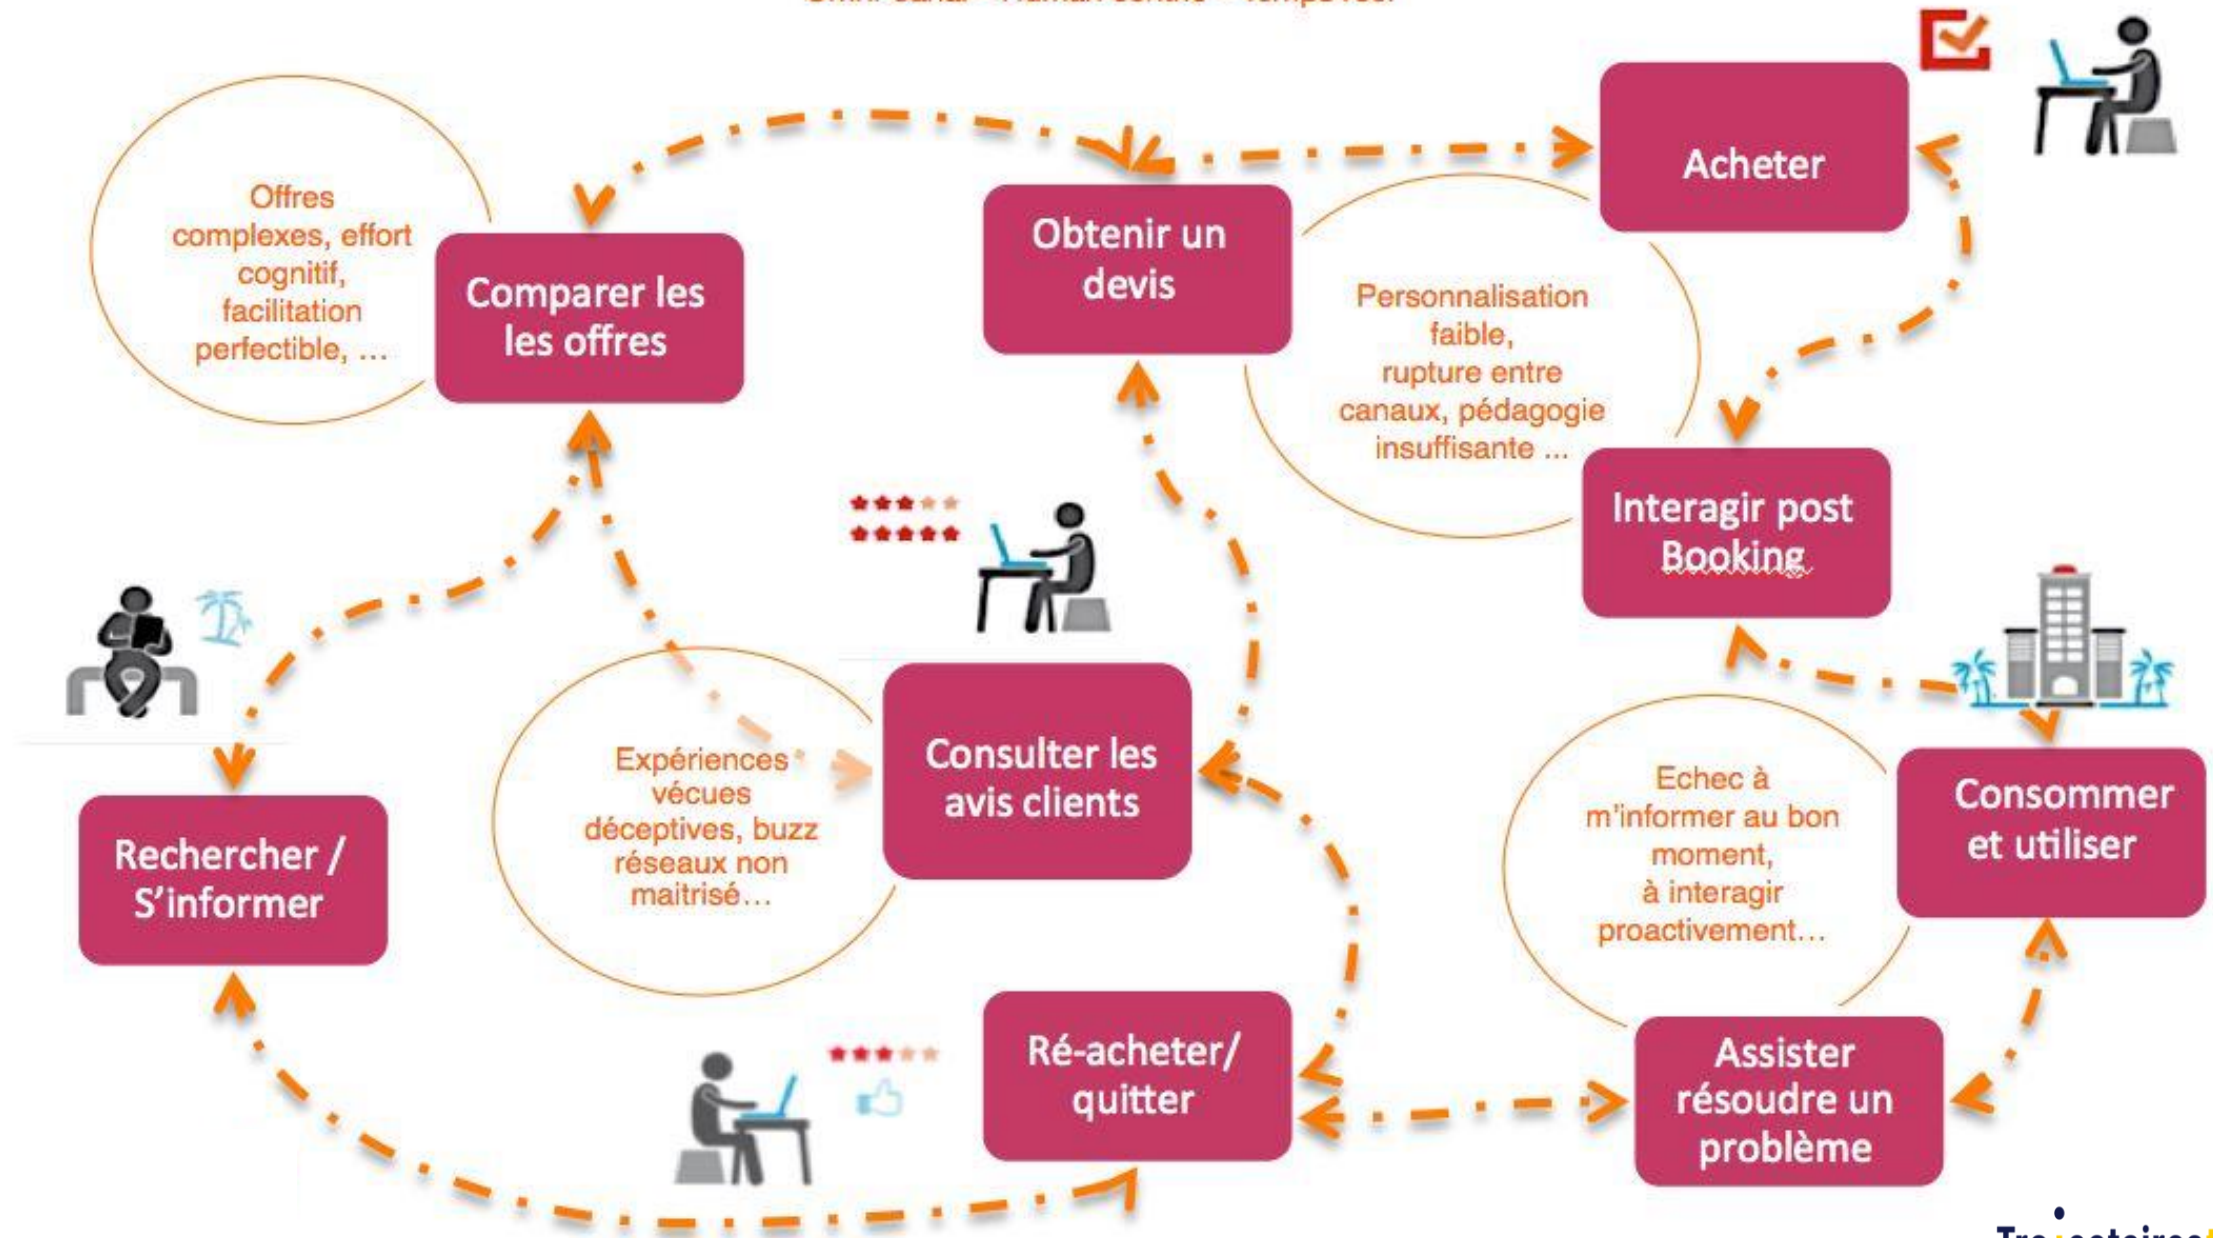 Acheter
Offres
complexes, effort
cognitif,
facilitation
perfectible, ...
Comparer les
les offres
Obtenir un
devis
Personnalisation
faible,
rupture entre
canaux, pédagogie
insuffisante ...
Interagir post
Booking
Expériences
vécues
déceptives, buzz
réseaux non
maitrisé...
Consulter les
avis clients
Echec à
m'informer au bon
moment,
à interagir
proactivement...
Consommer
et utiliser
Rechercher /
S'informer
Ré-acheter/
quitter
Assister
résoudre un
problème